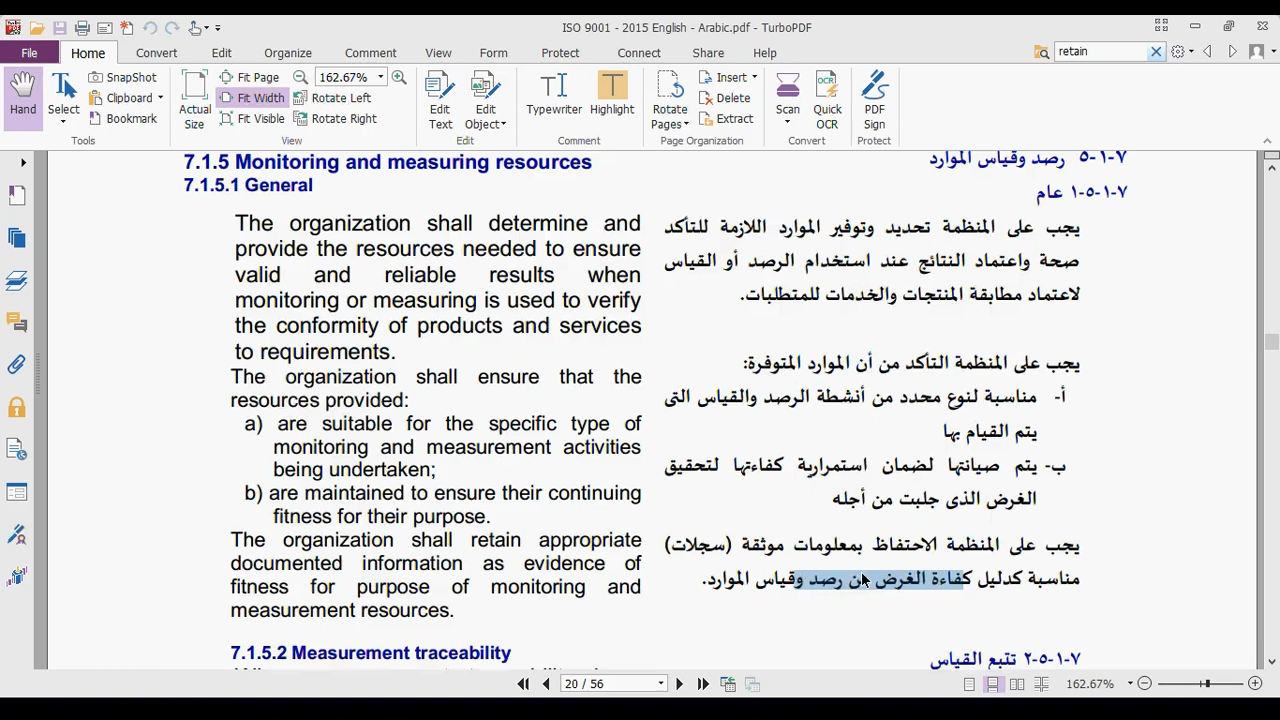 ISO 9001 - 2015 English - Arabic.pdf - TurboPDF
File Home Convert Edit Organize Comment View Form Protect Connect Share Help retain
Hand
Select
SnapShot
Clipboard
Bookmark
Tools
Actual Size
Fit Page
Fit Width
Fit Visible
162.67%
Rotate Left
Rotate Right
View
Edit Text
Edit Object
Edit
Typewriter
Highlight
Comment
Rotate Pages
Insert
Delete
Extract
Page Organization
Scan
Quick OCR
Convert
PDF Sign
Protect
7.1.5 Monitoring and measuring resources
7.1.5.1 General
The organization shall determine and
provide the resources needed to ensure
valid and reliable results when
monitoring or measuring is used to verify
the conformity of products and services
to requirements.
The organization shall ensure that the
resources provided:
a) are suitable for the specific type of
monitoring and measurement activities
being undertaken;
b) are maintained to ensure their continuing
fitness for their purpose.
The organization shall retain appropriate
documented information as evidence of
fitness for purpose of monitoring and
measurement resources.
7.1.5.2 Measurement traceability
٧-١-٥ رصد وقياس الموارد
٧-١-٥-١ عام
يجب على المنظمة تحديد وتوفير الموارد اللازمة للتأكد
صحة واعتماد النتائج عند استخدام الرصد أو القياس
لاعتماد مطابقة المنتجات والخدمات للمتطلبات.
يجب على المنظمة التأكد من أن الموارد المتوفرة:
أ- مناسبة لنوع محدد من أنشطة الرصد والقياس التى
يتم القيام بها
ب- يتم صيانتها لضمان استمرارية كفاءتها لتحقيق
الغرض الذى جلبت من أجله
يجب على المنظمة الاحتفاظ بمعلومات موثقة (سجلات)
مناسبة كدليل كفاءة الغرض من رصد وقياس الموارد.
٧-١-٥-٢ تتبع القياس
20 / 56
162.67%